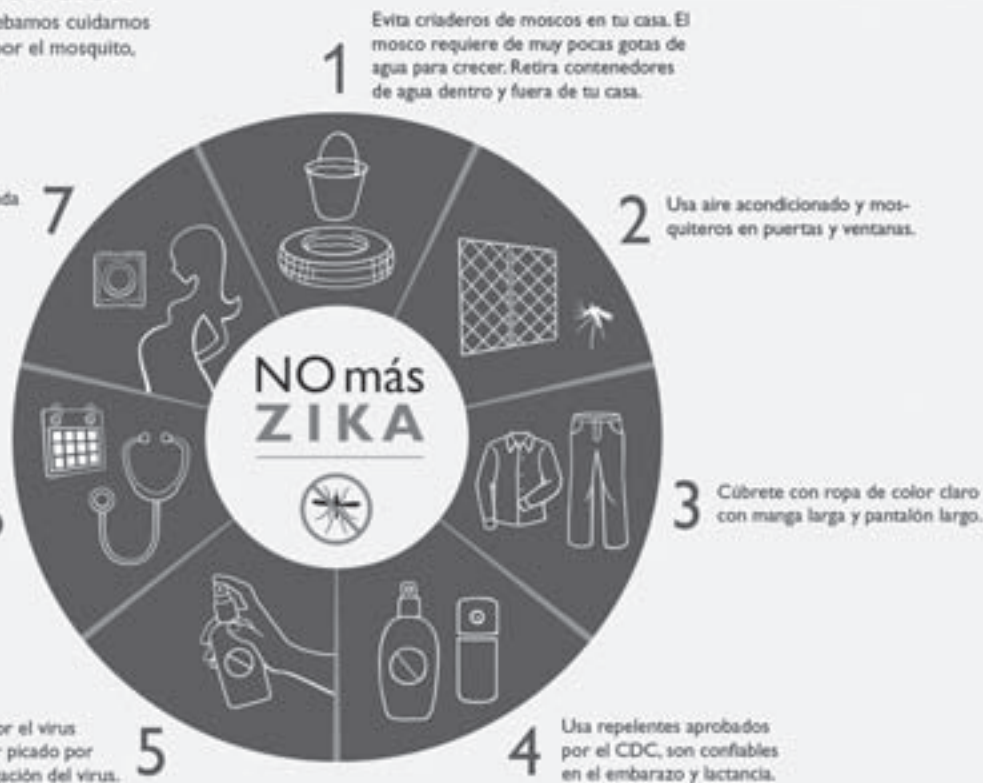 ebamos cuidarnos
por el mosquito,
1
Evita criaderos de moscos en tu casa. El
mosco requiere de muy pocas gotas de
agua para crecer. Retira contenedores
de agua dentro y fuera de tu casa.
2
Usa aire acondicionado y mos-
quiteros en puertas y ventanas.
3
Cúbrete con ropa de color claro
con manga larga y pantalón largo.
4
Usa repelentes aprobados
por el CDC, son confiables
en el embarazo y lactancia.
5
or el virus
r picado por
ación del virus.
7
da
NO más
ZIKA